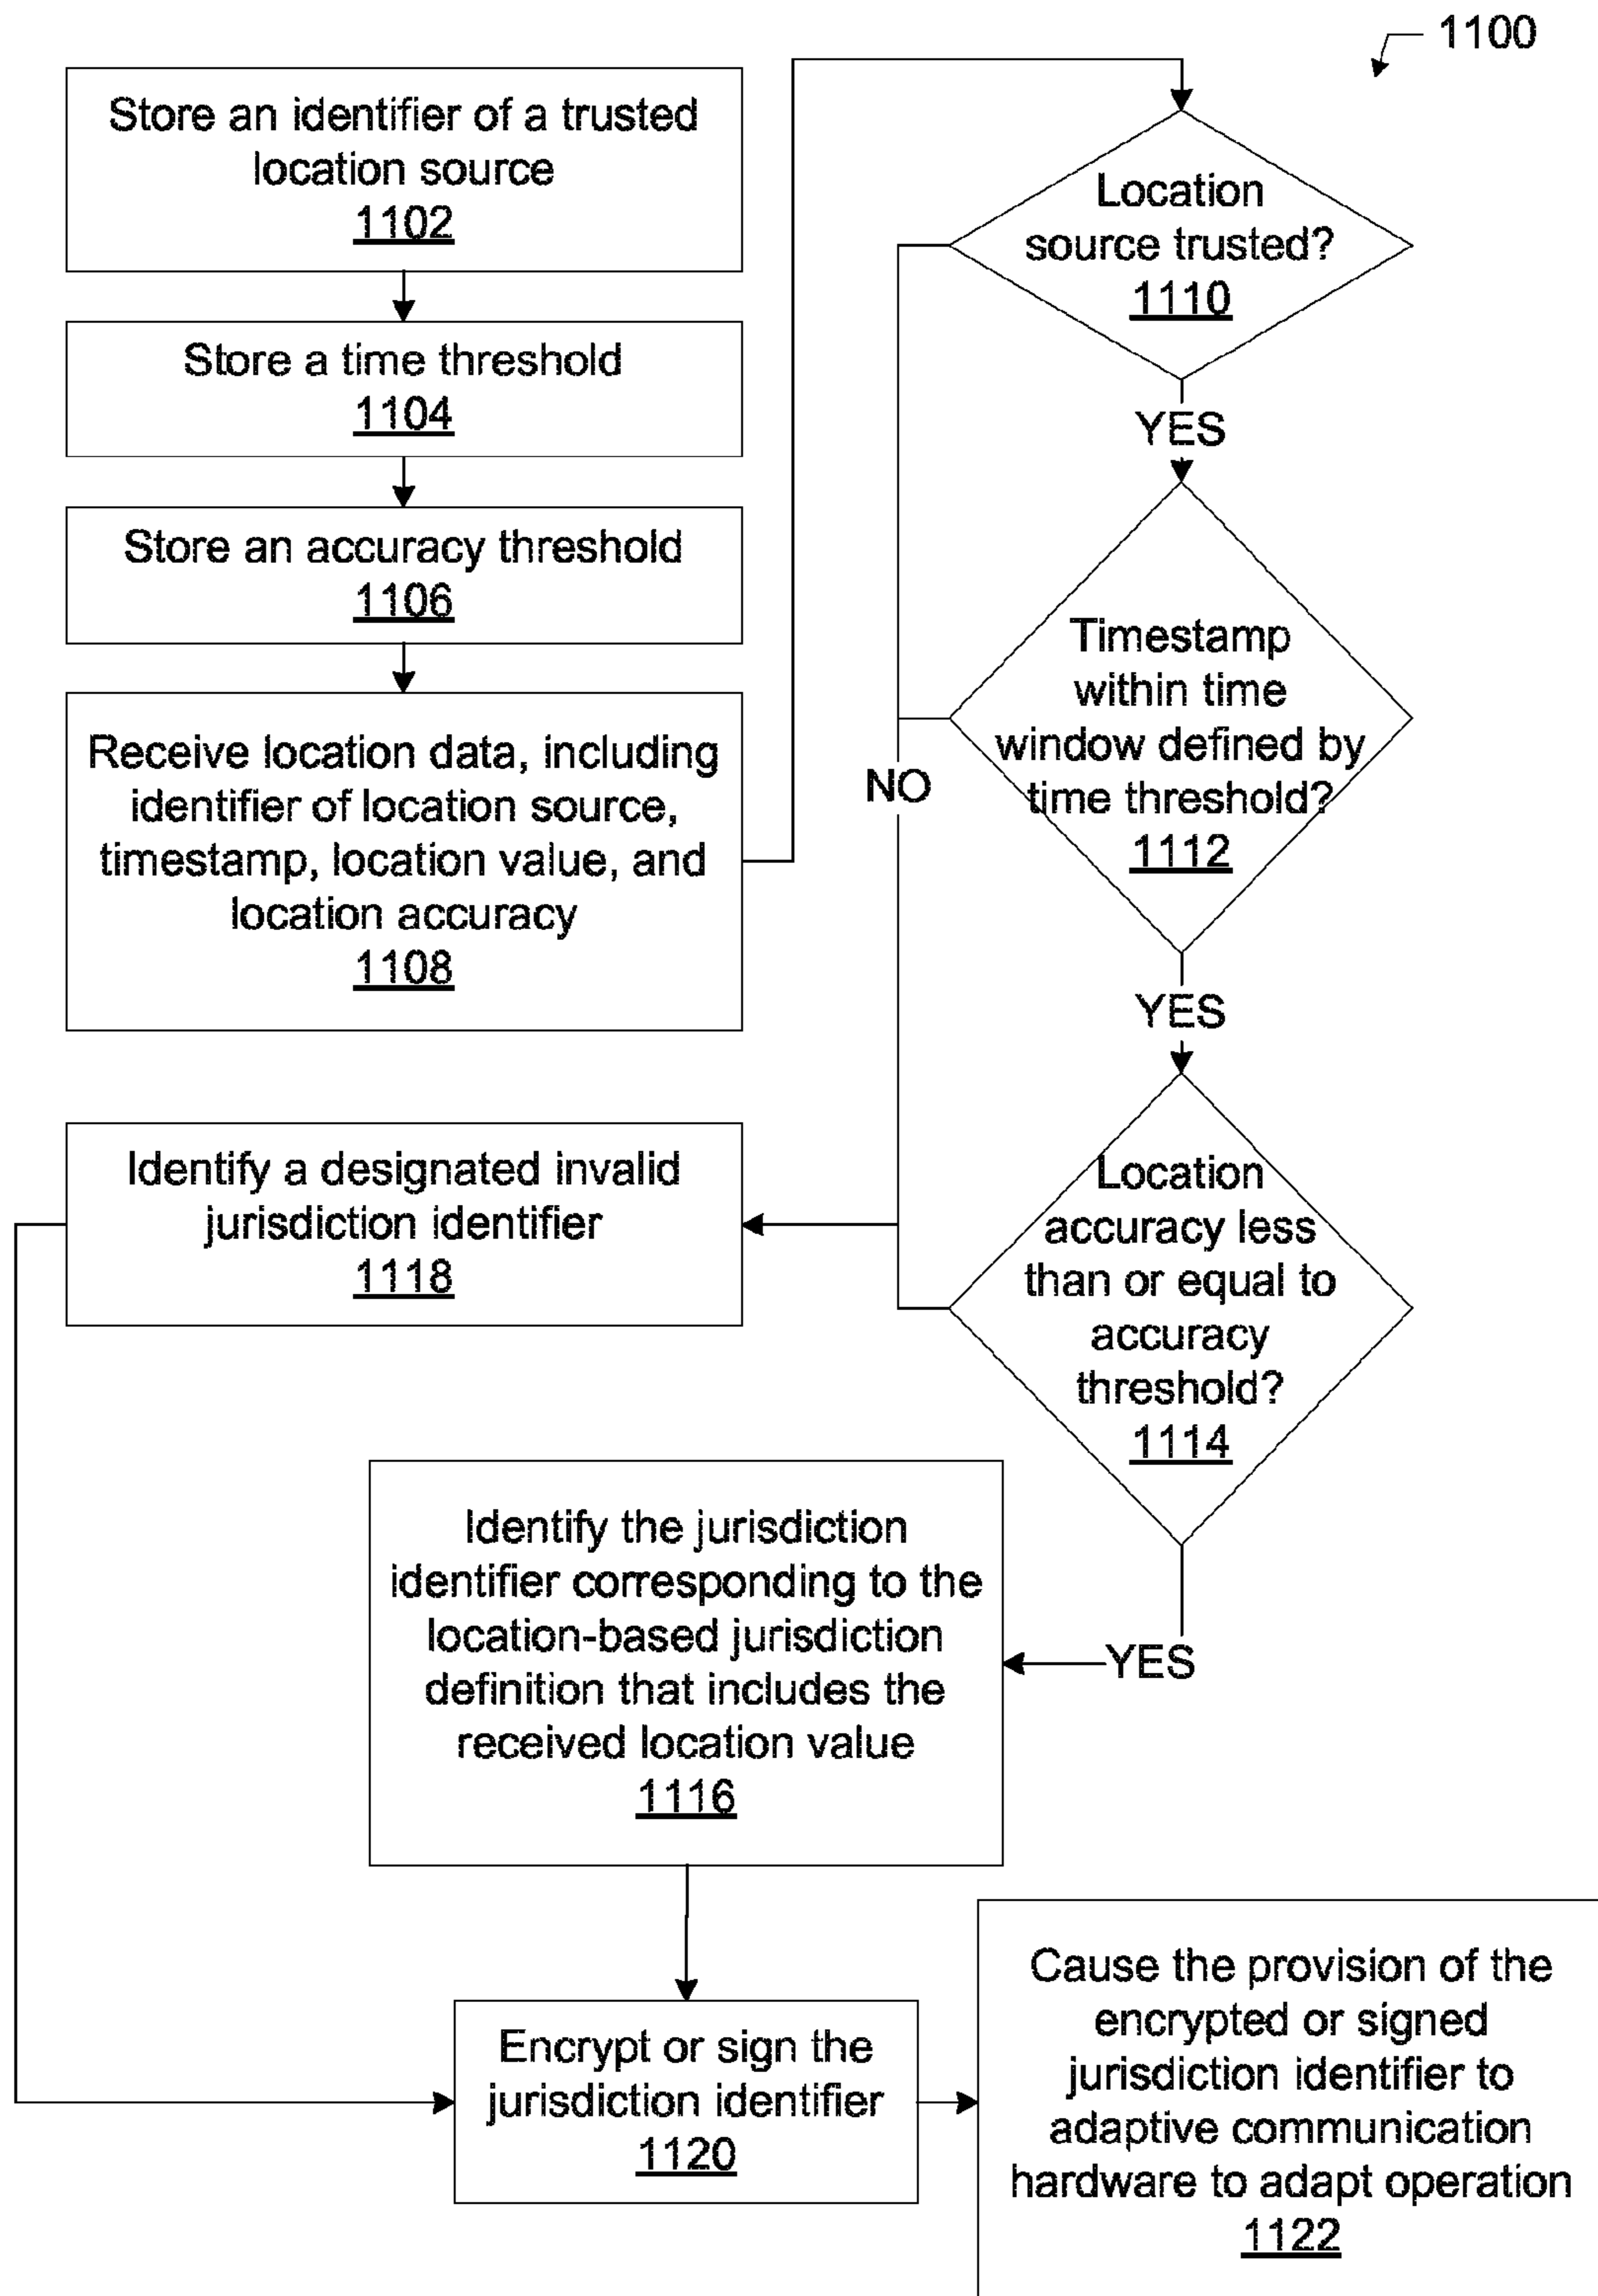 1100
Store an identifier of a trusted
location source
1102
Store a time threshold
1104
Store an accuracy threshold
1106
Receive location data, including
identifier of location source,
timestamp, location value, and
location accuracy
1108
Location
source trusted?
1110
YES
Timestamp
within time
window defined by
time threshold?
1112
NO
YES
Location
accuracy less
than or equal to
accuracy
threshold?
1114
YES
Identify a designated invalid
jurisdiction identifier
1118
Identify the jurisdiction
identifier corresponding to the
location-based jurisdiction
definition that includes the
received location value
1116
Encrypt or sign the
jurisdiction identifier
1120
Cause the provision of the
encrypted or signed
jurisdiction identifier to
adaptive communication
hardware to adapt operation
1122